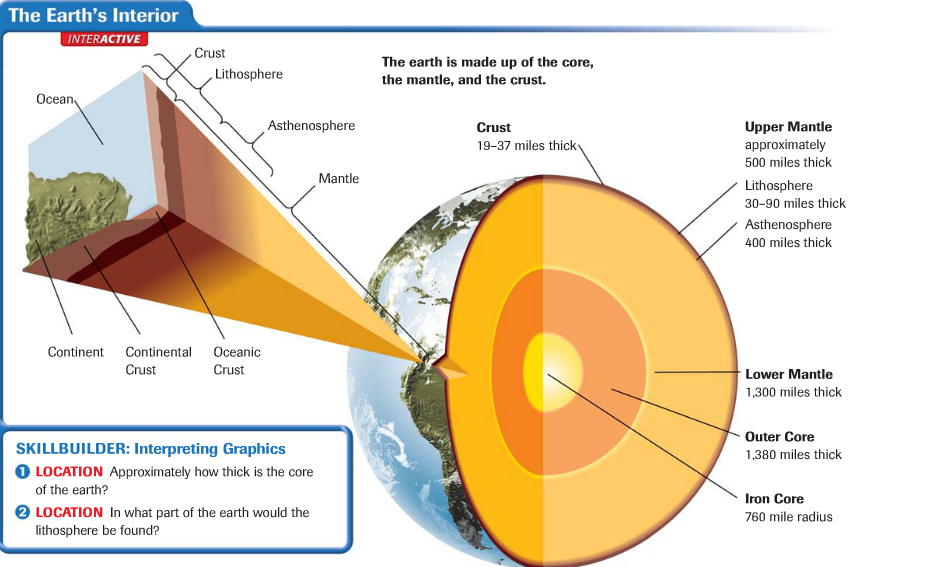 The Earth's Interior
INTERACTIVE
Crust
Lithosphere
Ocean
Asthenosphere
Mantle
Continent
Continental
Crust
Oceanic
Crust
The earth is made up of the core,
the mantle, and the crust.
Crust
19–37 miles thick
Upper Mantle
approximately
500 miles thick
Lithosphere
30–90 miles thick
Asthenosphere
400 miles thick
Lower Mantle
1,300 miles thick
Outer Core
1,380 miles thick
Iron Core
760 mile radius
SKILLBUILDER: Interpreting Graphics
1 LOCATION Approximately how thick is the core
of the earth?
2 LOCATION In what part of the earth would the
lithosphere be found?